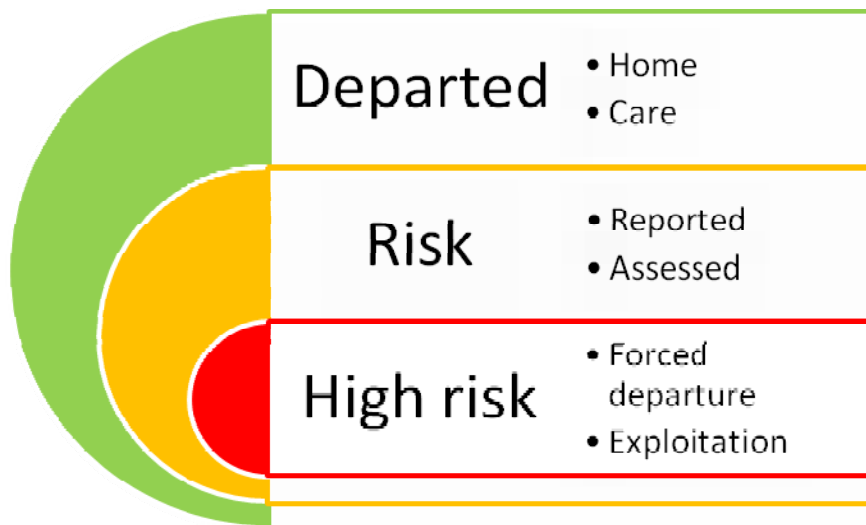 Departed
• Home
• Care
Risk
• Reported
• Assessed
High risk
• Forced
departure
• Exploitation